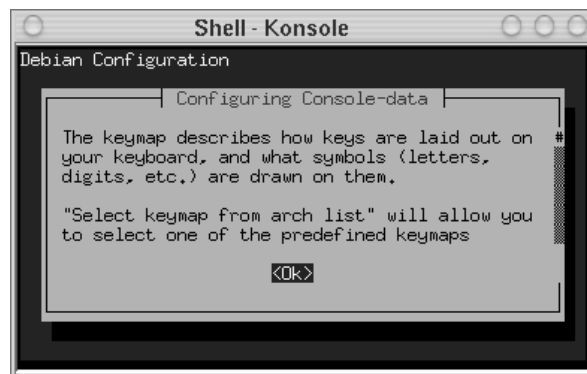 Shell - Konsole
Debian Configuration
Configuring Console-data
The keymap describes how keys are laid out on
your keyboard, and what symbols (letters,
digits, etc.) are drawn on them.
"Select keymap from arch list" will allow you
to select one of the predefined keymaps
<Ok>